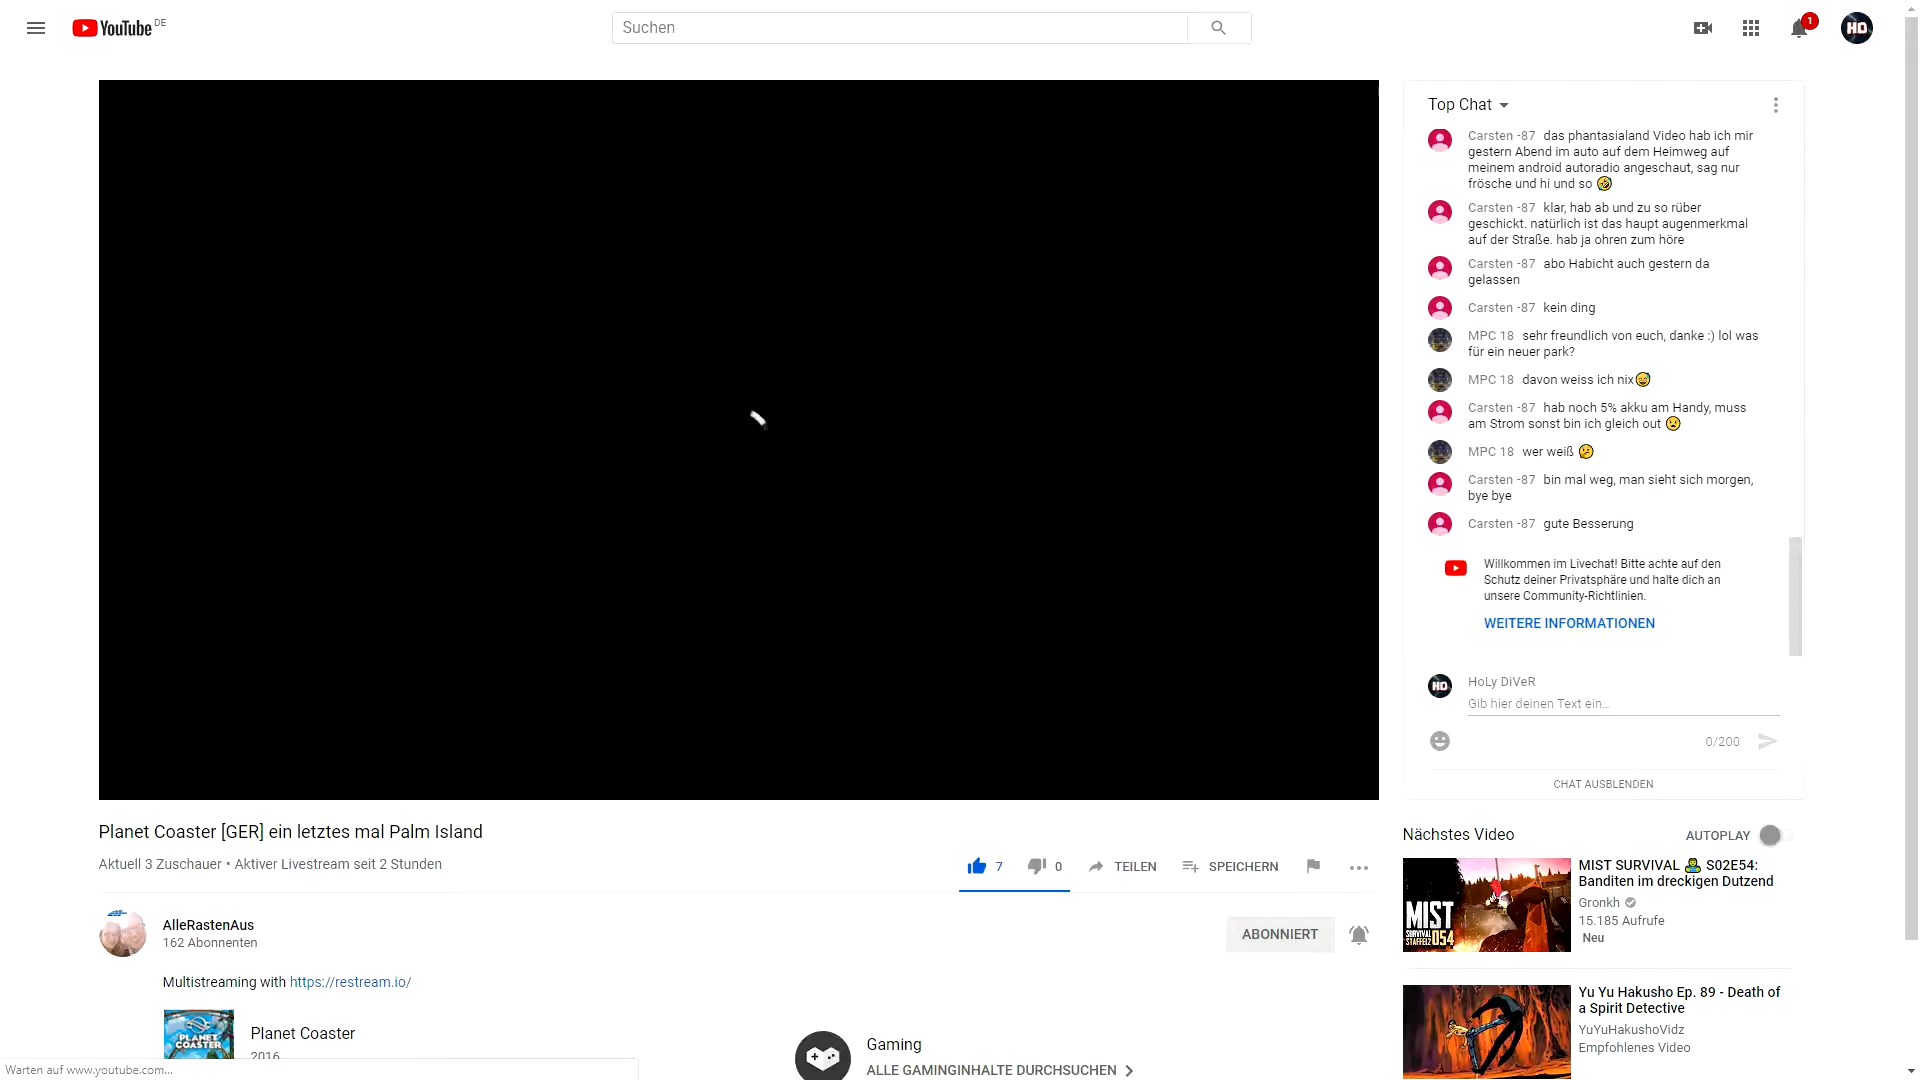 YouTube DE
Suchen
1
HD
Top Chat
Carsten -87 das phantasialand Video hab ich mir
gestern Abend im auto auf dem Heimweg auf
meinem android autoradio angeschaut, sag nur
frösche und hi und so 🤣
Carsten -87 klar, hab ab und zu so rüber
geschickt. natürlich ist das haupt augenmerkmal
auf der Straße. hab ja ohren zum höre
Carsten -87 abo Habicht auch gestern da
gelassen
Carsten -87 kein ding
MPC 18 sehr freundlich von euch, danke :) lol was
für ein neuer park?
MPC 18 davon weiss ich nix😅
Carsten -87 hab noch 5% akku am Handy, muss
am Strom sonst bin ich gleich out 😟
MPC 18 wer weiß 🤔
Carsten -87 bin mal weg, man sieht sich morgen,
bye bye
Carsten -87 gute Besserung
Willkommen im Livechat! Bitte achte auf den
Schutz deiner Privatsphäre und halte dich an
unsere Community-Richtlinien.
WEITERE INFORMATIONEN
HD
HoLy DiVeR
Gib hier deinen Text ein...
0/200
CHAT AUSBLENDEN
Planet Coaster [GER] ein letztes mal Palm Island
Aktuell 3 Zuschauer • Aktiver Livestream seit 2 Stunden
7 0 TEILEN SPEICHERN
AlleRastenAus
162 Abonnenten
ABONNIERT
Multistreaming with https://restream.io/
PLANET
COASTER
Planet Coaster
2016
Gaming
ALLE GAMINGINHALTE DURCHSUCHEN
Warten auf www.youtube.com...
Nächstes Video
AUTOPLAY
MIST
SURVIVAL
STAFFEL2 054
MIST SURVIVAL 🧟‍♂️ S02E54:
Banditen im dreckigen Dutzend
Gronkh
15.185 Aufrufe
Neu
Yu Yu Hakusho Ep. 89 - Death of
a Spirit Detective
YuYuHakushoVidz
Empfohlenes Video